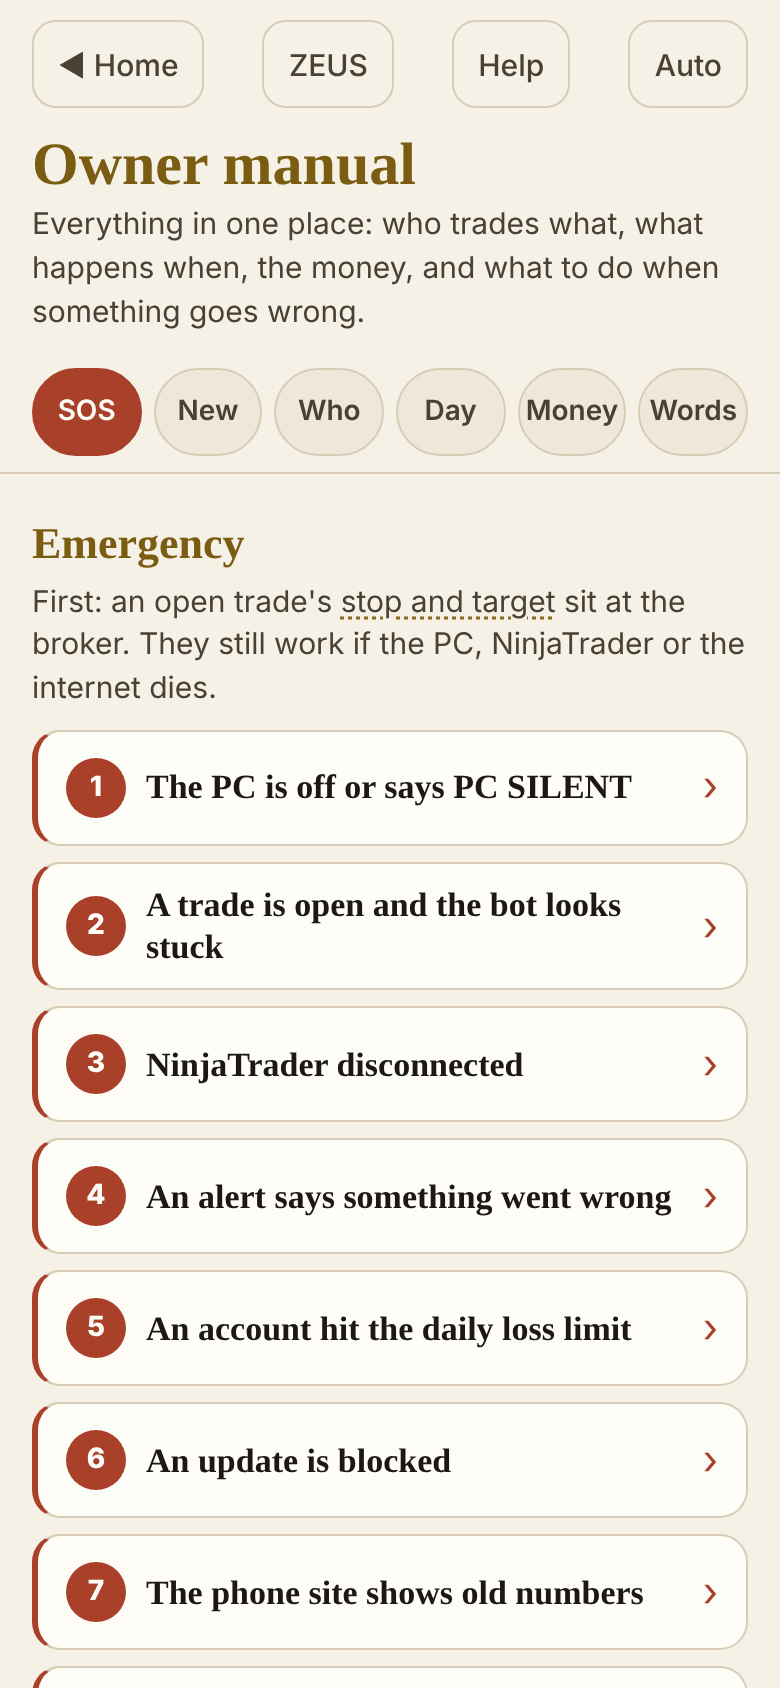 ◀ Home
ZEUS
Help
Auto
Owner manual
Everything in one place: who trades what, what
happens when, the money, and what to do when
something goes wrong.
SOS
New
Who
Day
Money
Words
Emergency
First: an open trade's stop and target sit at the
broker. They still work if the PC, NinjaTrader or the
internet dies.
1
The PC is off or says PC SILENT
›
2
A trade is open and the bot looks
stuck
›
3
NinjaTrader disconnected
›
4
An alert says something went wrong
›
5
An account hit the daily loss limit
›
6
An update is blocked
›
7
The phone site shows old numbers
›